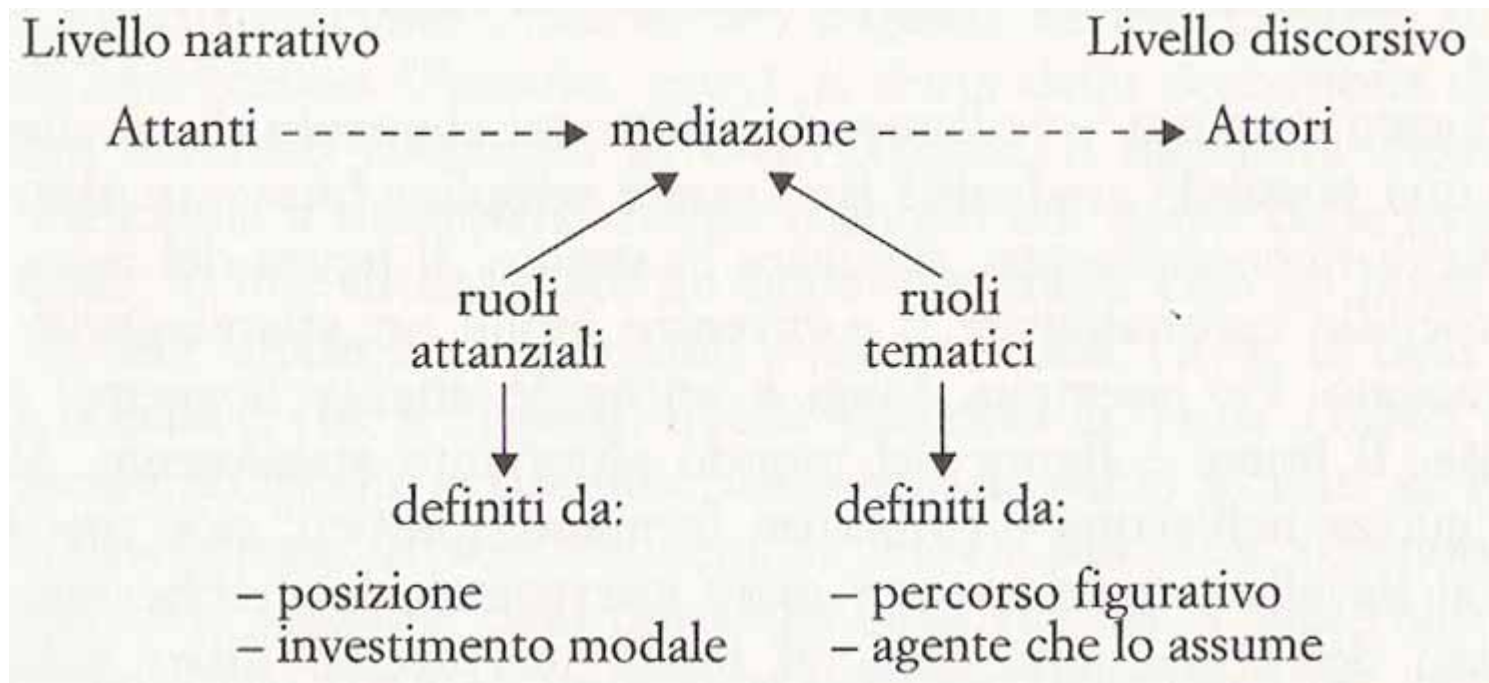 Livello narrativo Livello discorsivo
Attanti mediazione Attori
ruoli attanziali
ruoli tematici
definiti da:
– posizione
– investimento modale
definiti da:
– percorso figurativo
– agente che lo assume